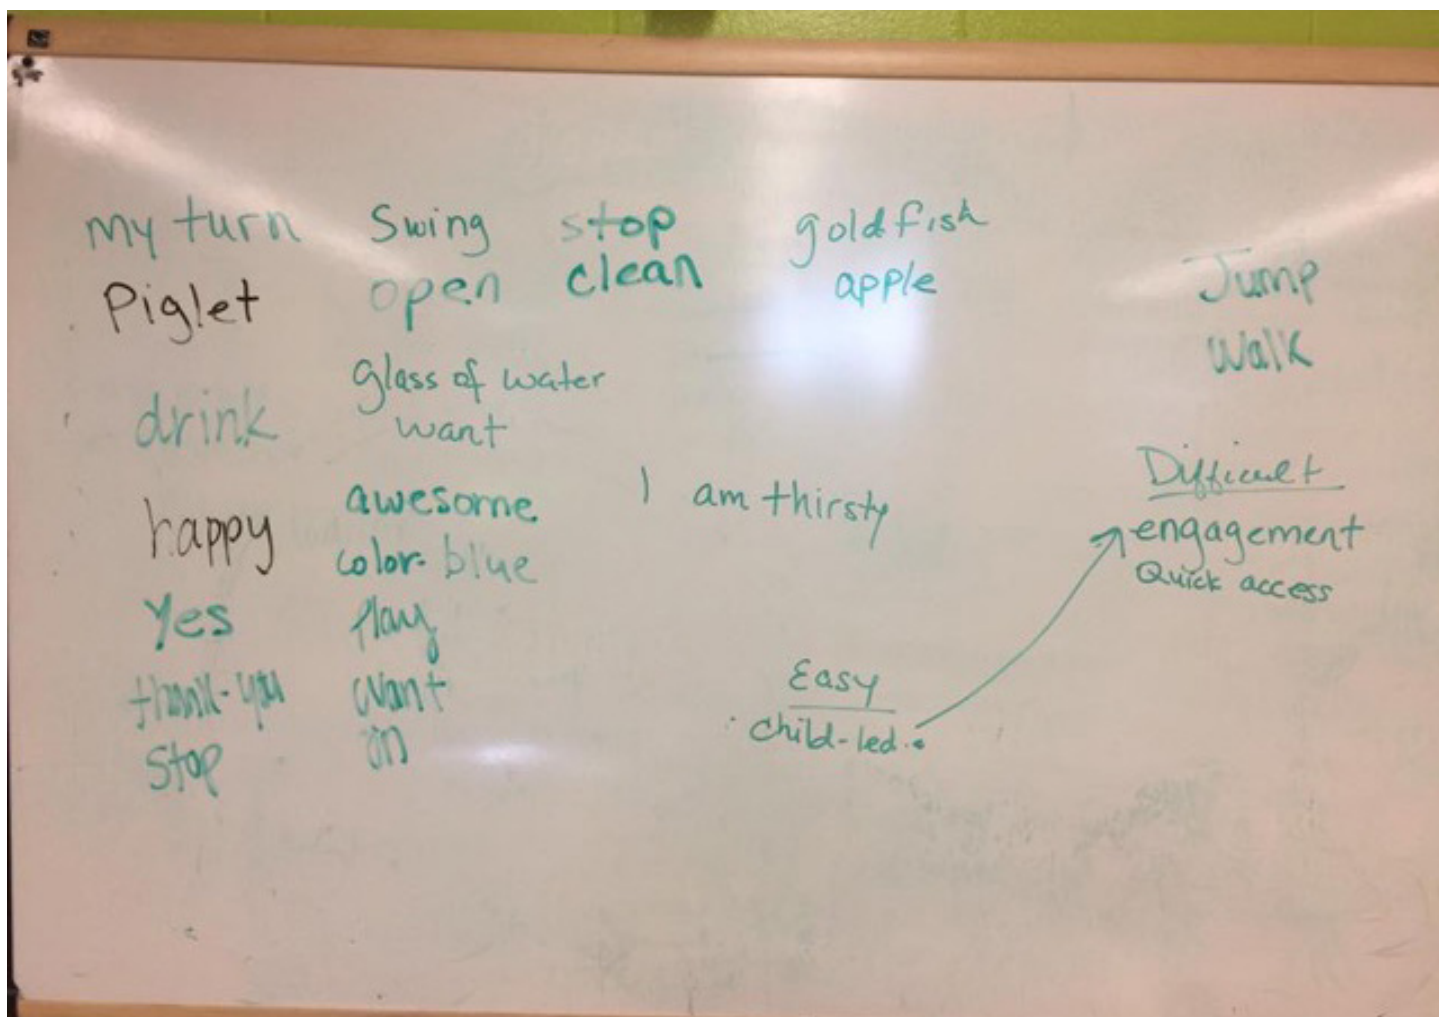 my turn Swing stop goldfish
Piglet open clean apple
Jump
Walk
glass of water
drink want
awesome
happy color-blue
I am thirsty
Yes play
thank-you want
Stop on
Difficult
engagement
Quick access
Easy
child-led